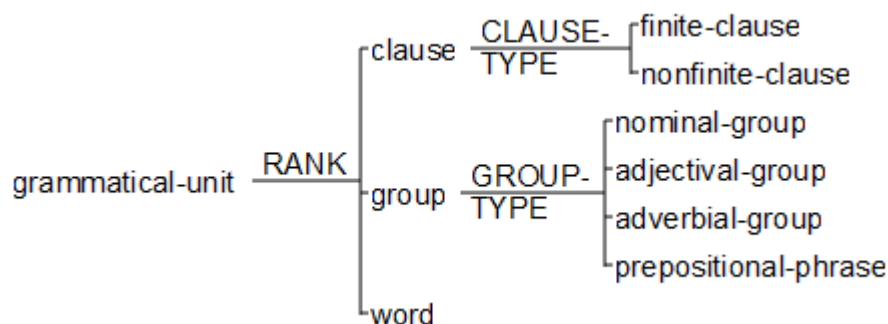 grammatical-unit
RANK
clause
CLAUSE-
TYPE
finite-clause
nonfinite-clause
group
GROUP-
TYPE
nominal-group
adjectival-group
adverbial-group
prepositional-phrase
word